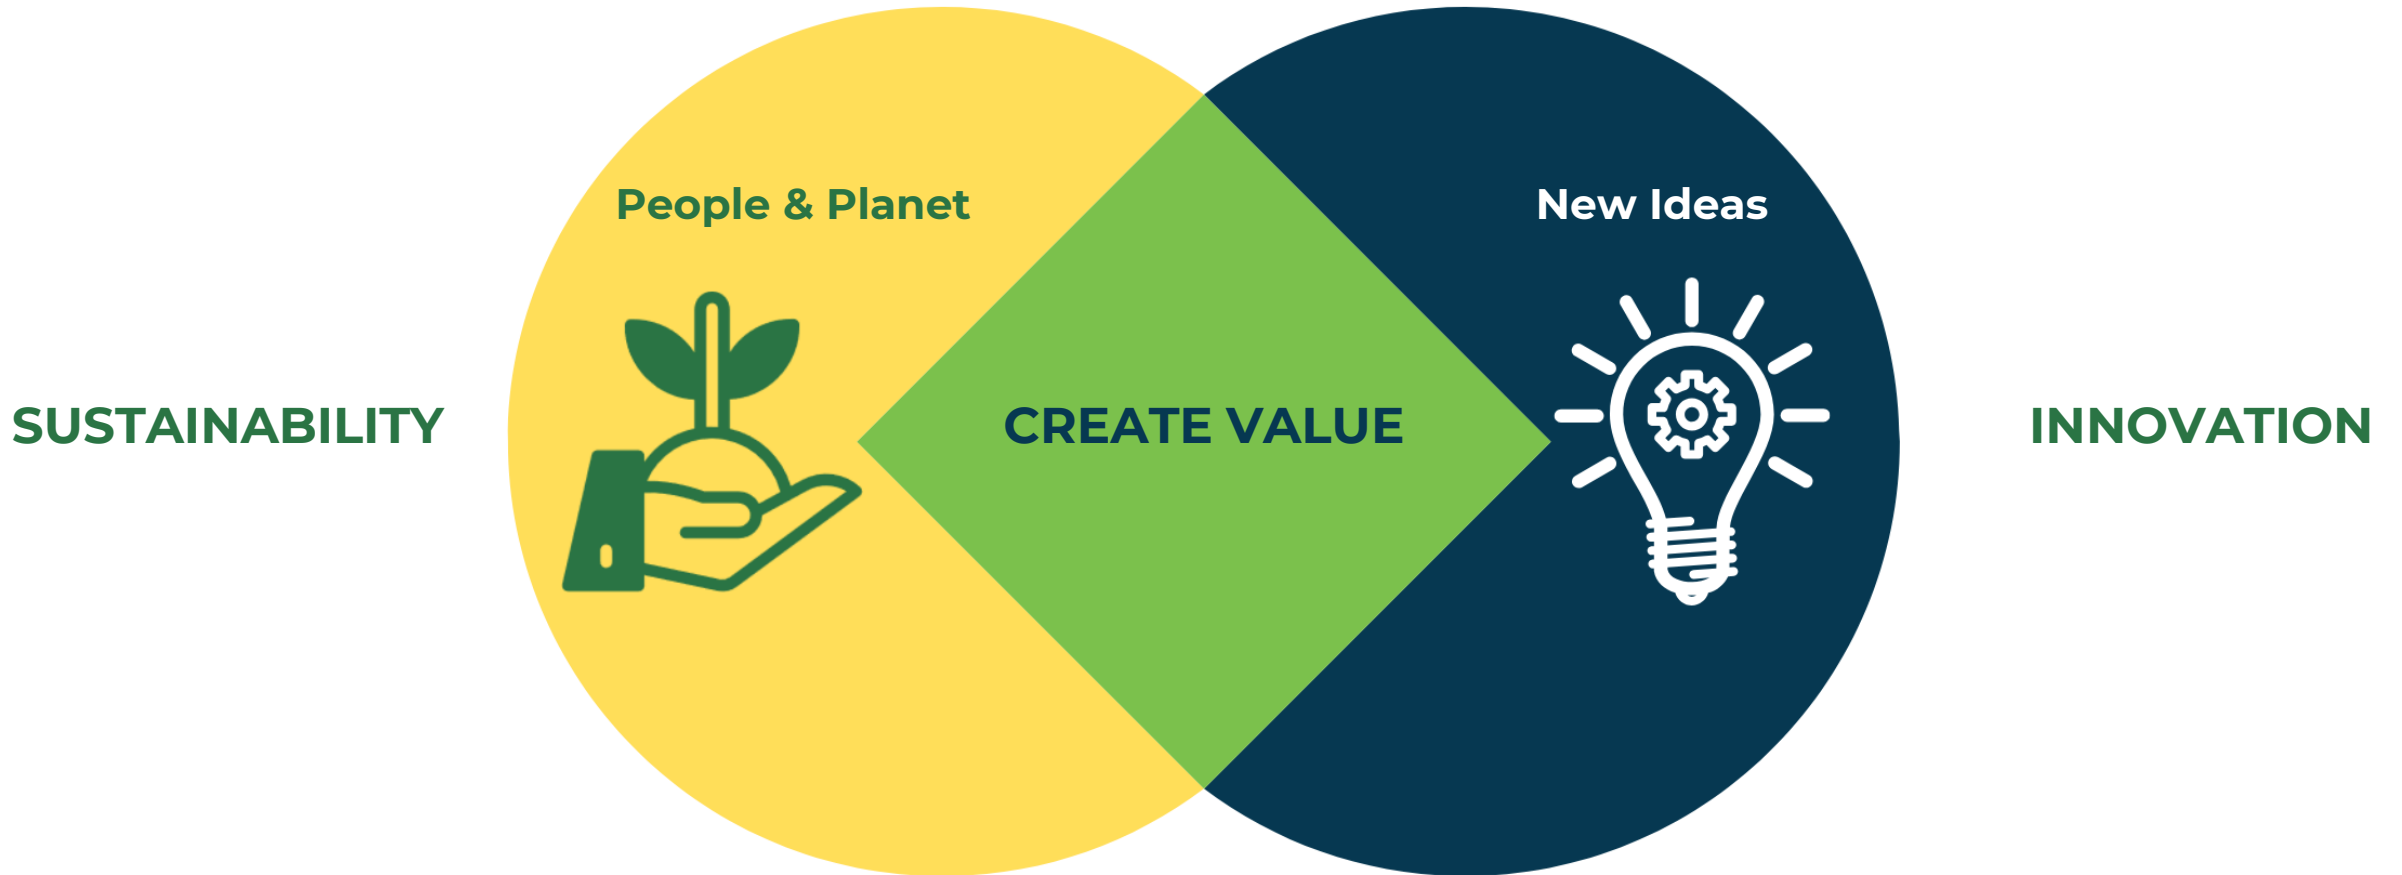 People & Planet
New Ideas
SUSTAINABILITY
CREATE VALUE
INNOVATION